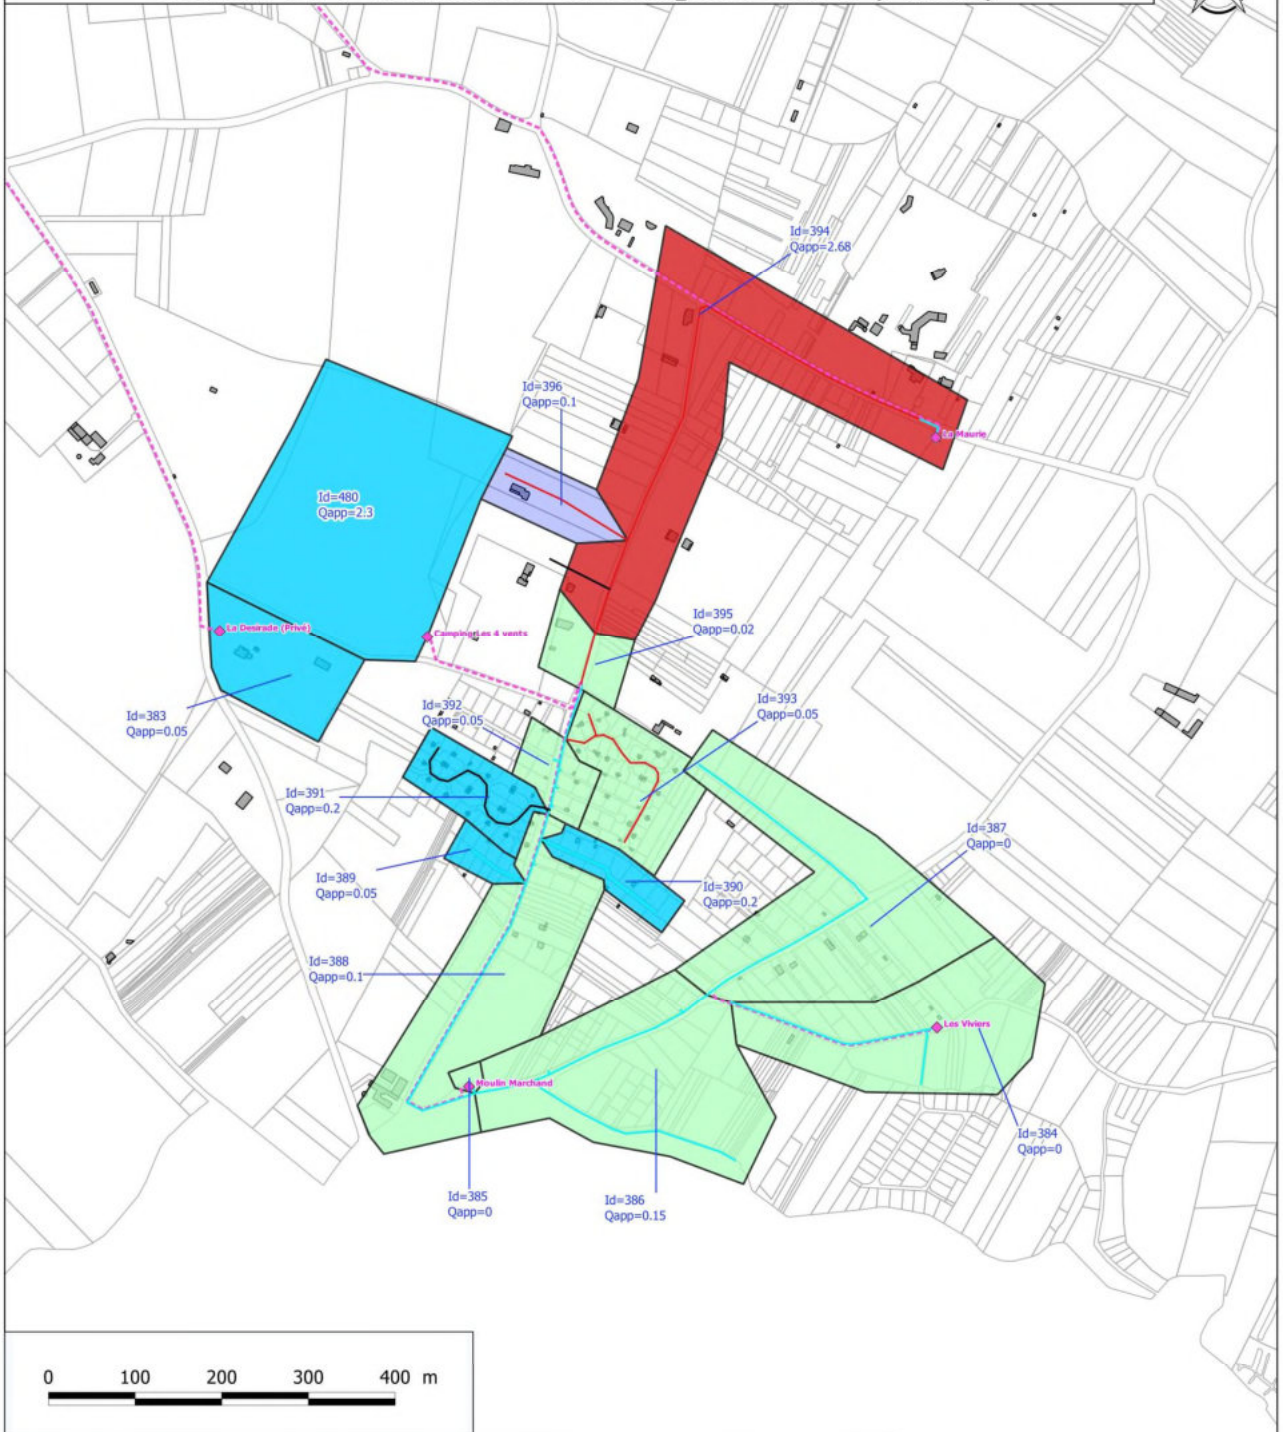 Id=394
Qapp=2.68
Id=396
Qapp=0.1
La Maurie
Id=480
Qapp=2.3
Id=395
Qapp=0.02
La Desirade (Privé)
Camping Les 4 vents
Id=383
Qapp=0.05
Id=392
Qapp=0.05
Id=393
Qapp=0.05
Id=391
Qapp=0.2
Id=387
Qapp=0
Id=389
Qapp=0.05
Id=390
Qapp=0.2
Id=388
Qapp=0.1
Les Viviers
Moulin Marchand
Id=384
Qapp=0
Id=385
Qapp=0
Id=386
Qapp=0.15
0 100 200 300 400 m